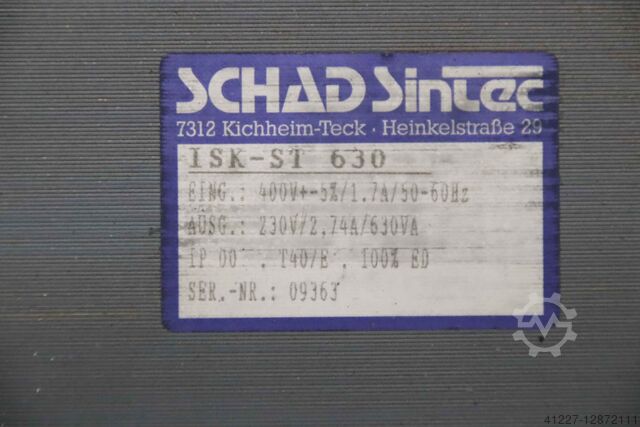 SCHAD Sintec
7312 Kichheim-Teck · Heinkelstraße 29
ISK-ST 630
EING.: 400V+-5%/1.7A/50-60Hz
AUSG.: 230V/2,74A/630VA
IP 00 . T40/E . 100% ED
SER.-NR.: 09363
41227-12872111